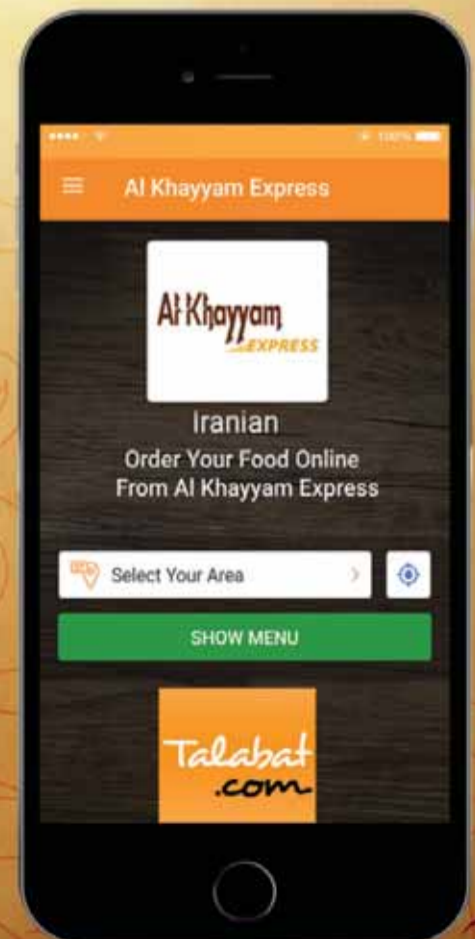 100%
Al Khayyam Express
Al Khayyam
EXPRESS
Iranian
Order Your Food Online
From Al Khayyam Express
Select Your Area
SHOW MENU
Talabat
.com